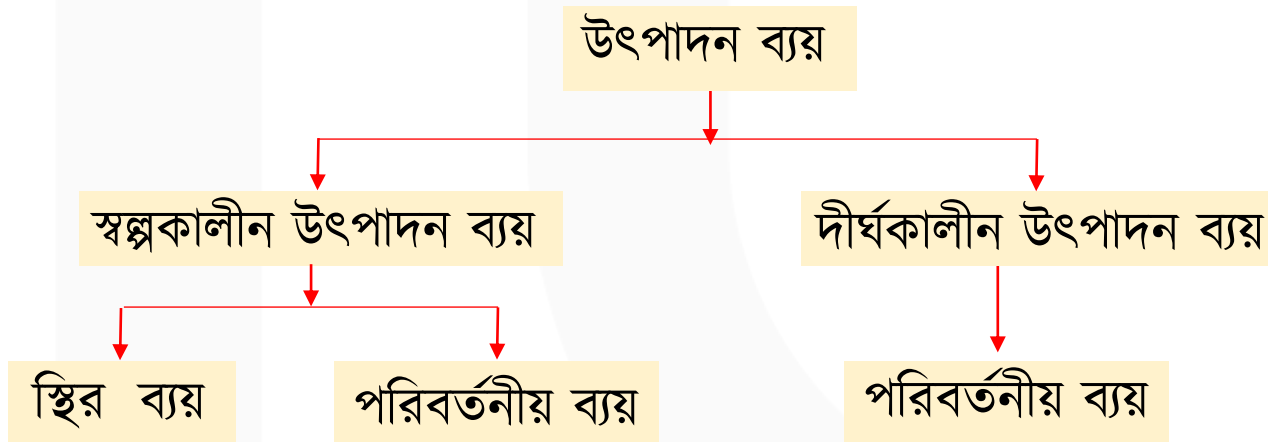 উৎপাদন ব্যয়
স্বল্পকালীন উৎপাদন ব্যয়
দীর্ঘকালীন উৎপাদন ব্যয়
স্থির ব্যয়
পরিবর্তনীয় ব্যয়
পরিবর্তনীয় ব্যয়